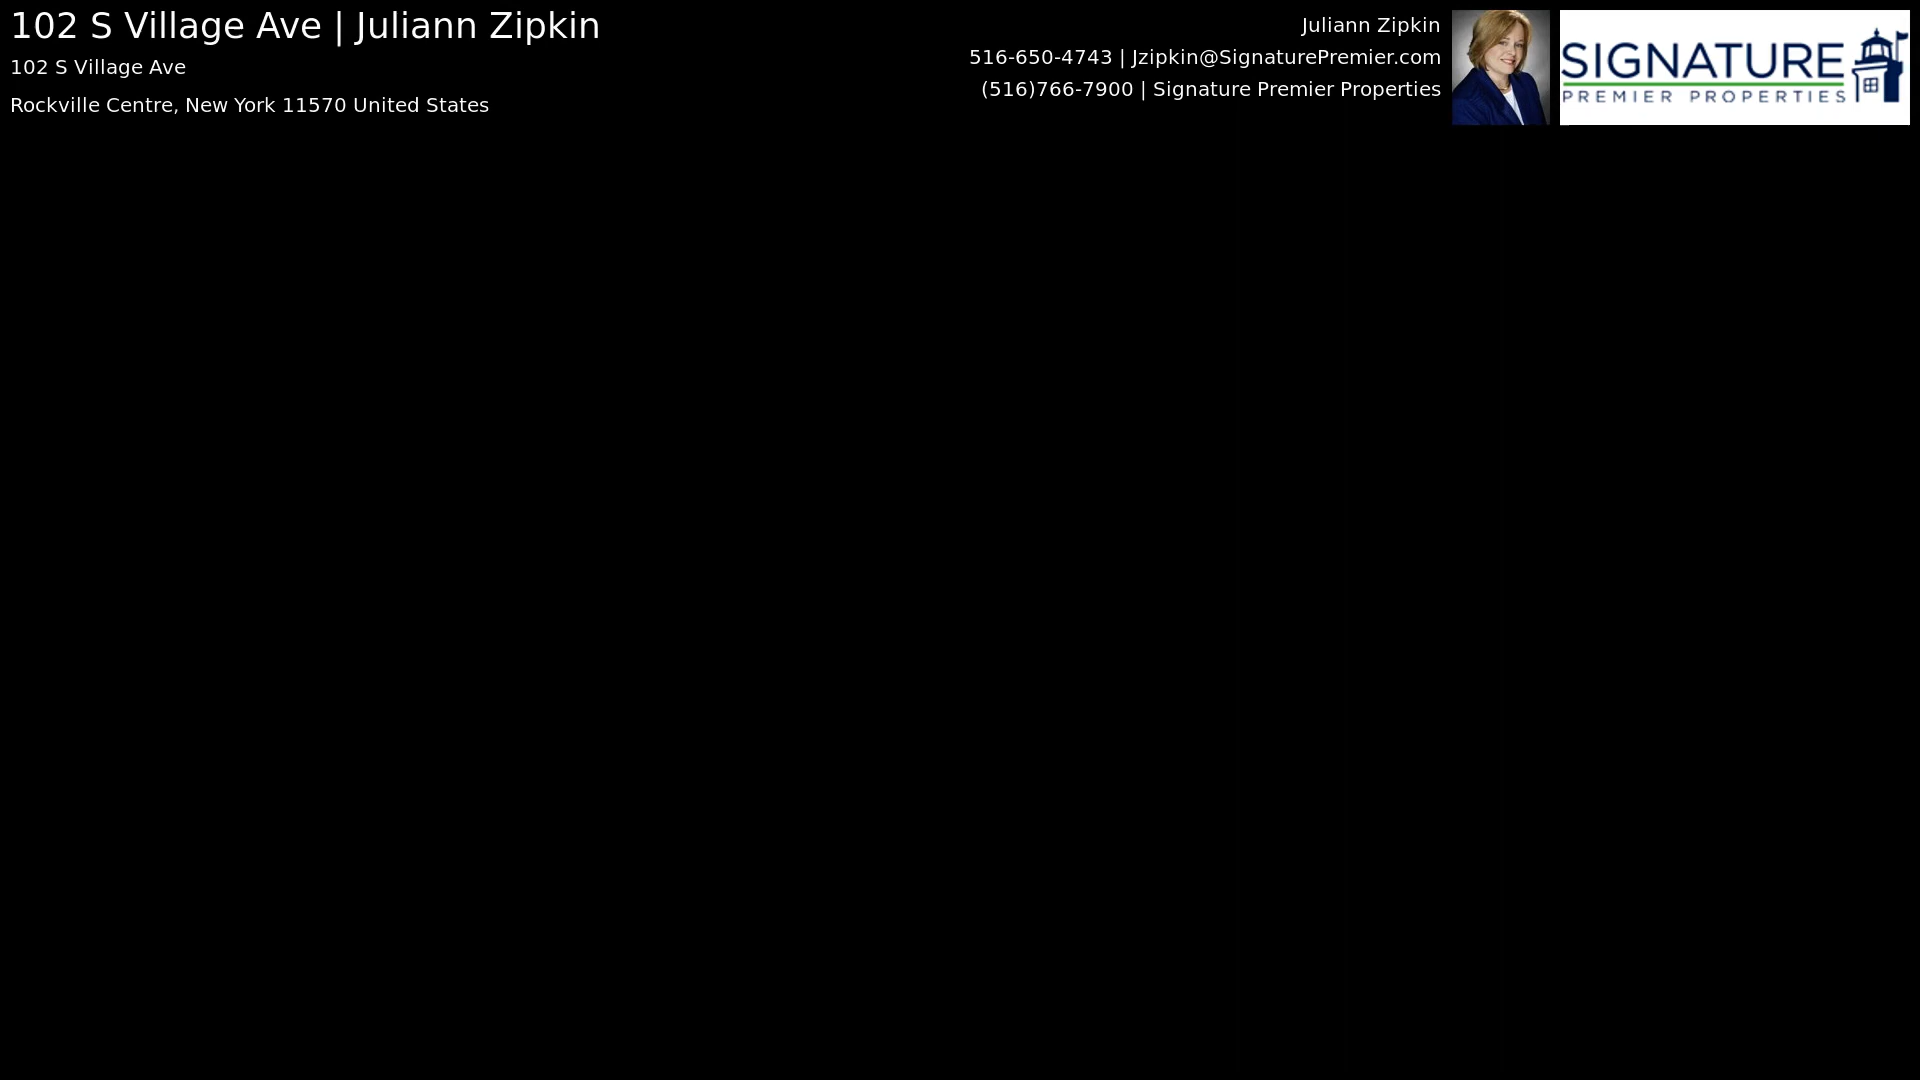 102 S Village Ave | Juliann Zipkin
102 S Village Ave
Rockville Centre, New York 11570 United States
Juliann Zipkin
516-650-4743 | Jzipkin@SignaturePremier.com
(516)766-7900 | Signature Premier Properties
SIGNATURE
PREMIER PROPERTIES